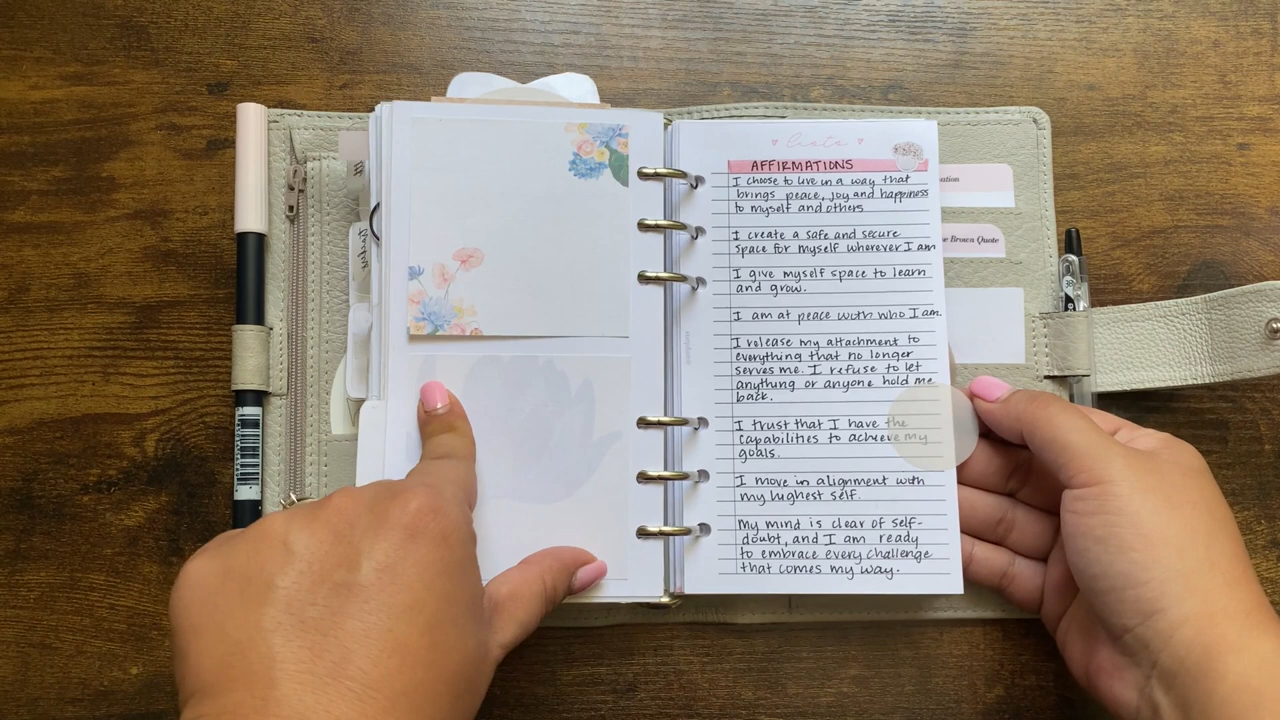 lists
AFFIRMATIONS
I choose to live in a way that
brings peace, joy and happiness
to myself and others
I create a safe and secure
space for myself wherever I am
I give myself space to learn
and grow.
I am at peace with who I am.
I release my attachment to
everything that no longer
serves me. I refuse to let
anything or anyone hold me
back.
I trust that I have the
capabilities to achieve my
goals.
I move in alignment with
my highest self.
My mind is clear of self-
doubt, and I am ready
to embrace every challenge
that comes my way.
Brown Quote